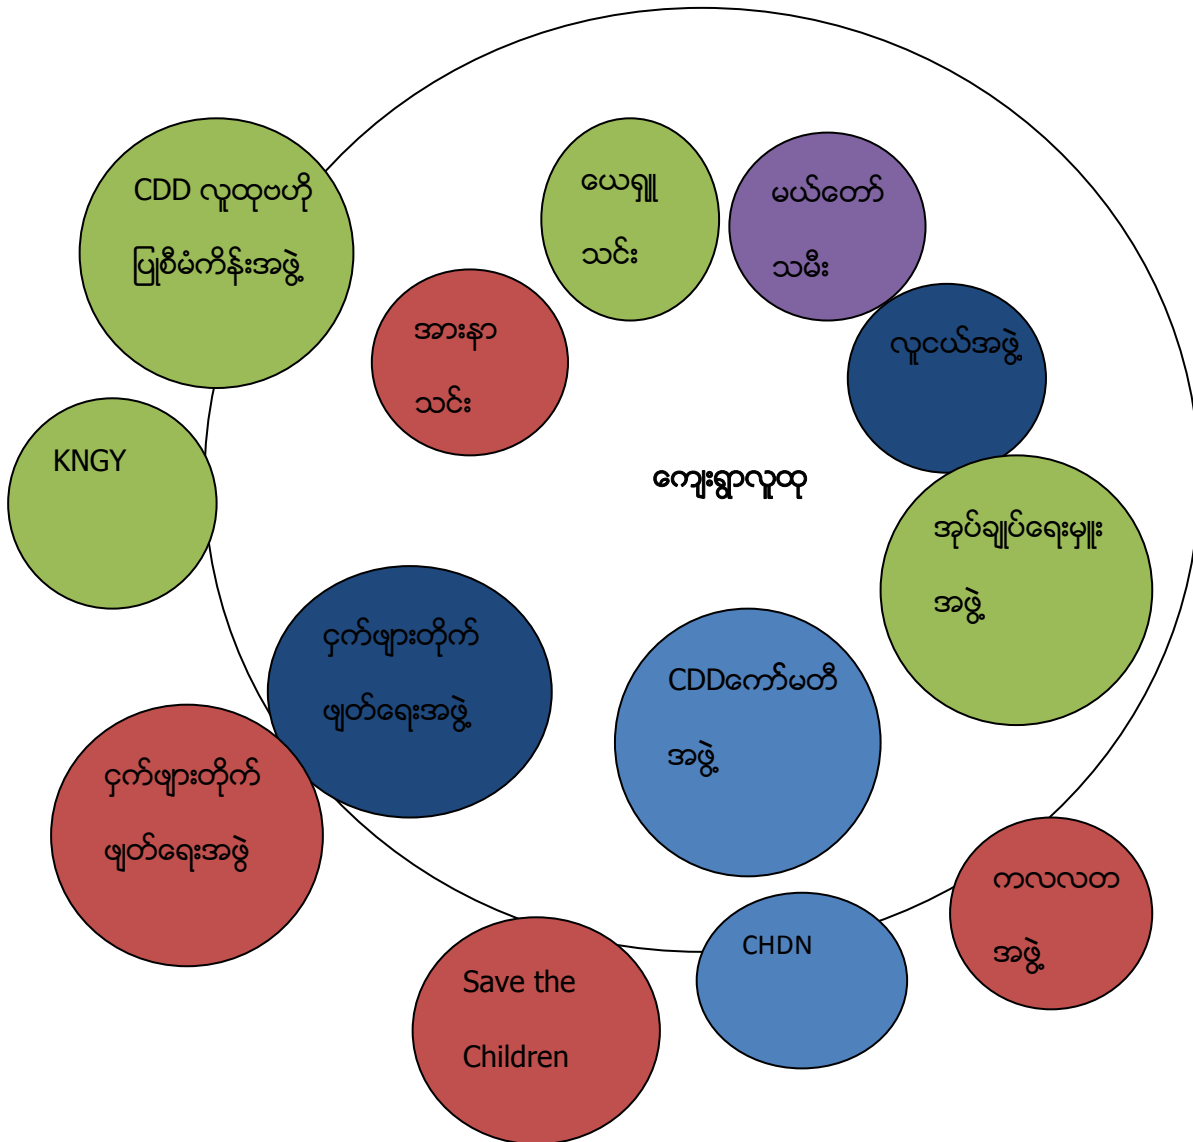 CDD လူထုဗဟို
ပြုစီမံကိန်းအဖွဲ့
ယေရှူ
သင်း
မယ်တော်
သမီး
အားနာ
သင်း
လူငယ်အဖွဲ့
KNGY
ကျေးရွာလူထု
အုပ်ချုပ်ရေးမှူး
အဖွဲ့
ငှက်ဖျားတိုက်
ဖျတ်ရေးအဖွဲ့
CDDကော်မတီ
အဖွဲ့
ငှက်ဖျားတိုက်
ဖျတ်ရေးအဖွဲ
ကလလတ
အဖွဲ့
CHDN
Save the
Children